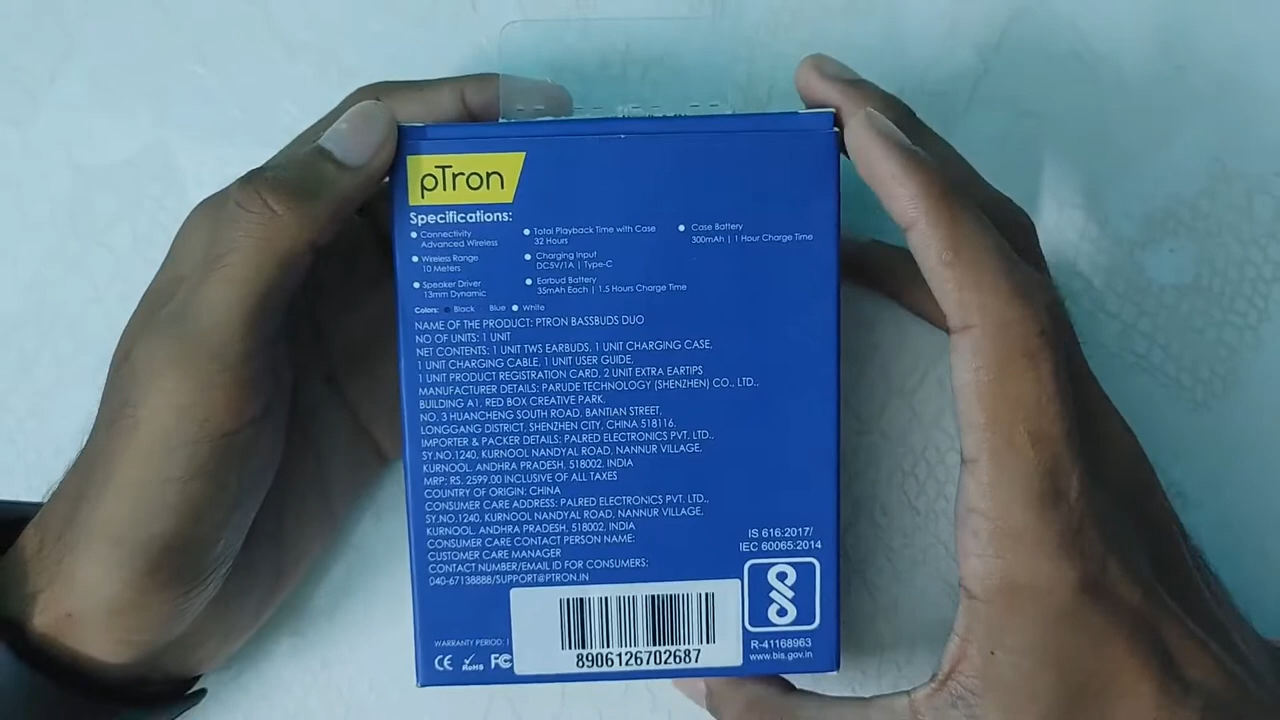 pTron
Specifications:
Connectivity
Advanced Wireless
Wireless Range
10 Meters
Speaker Driver
13mm Dynamic
Total Playback Time with Case
32 Hours
Charging Input
DC5V/1A | Type-C
Earbud Battery
35mAh Each | 1.5 Hours Charge Time
Case Battery
300mAh | 1 Hour Charge Time
Colors: Black Blue White
NAME OF THE PRODUCT: PTRON BASSBUDS DUO
NO OF UNITS: 1 UNIT
NET CONTENTS: 1 UNIT TWS EARBUDS, 1 UNIT CHARGING CASE,
1 UNIT CHARGING CABLE, 1 UNIT USER GUIDE,
1 UNIT PRODUCT REGISTRATION CARD, 2 UNIT EXTRA EARTIPS
MANUFACTURER DETAILS: PARUDE TECHNOLOGY (SHENZHEN) CO., LTD.,
BUILDING A1, RED BOX CREATIVE PARK,
NO. 3 HUANCHENG SOUTH ROAD, BANTIAN STREET,
LONGGANG DISTRICT, SHENZHEN CITY, CHINA 518116.
IMPORTER & PACKER DETAILS: PALRED ELECTRONICS PVT. LTD.,
SY.NO.1240, KURNOOL NANDYAL ROAD, NANNUR VILLAGE,
KURNOOL, ANDHRA PRADESH, 518002, INDIA
MRP: RS. 2599.00 INCLUSIVE OF ALL TAXES
COUNTRY OF ORIGIN: CHINA
CONSUMER CARE ADDRESS: PALRED ELECTRONICS PVT. LTD.,
SY.NO.1240, KURNOOL NANDYAL ROAD, NANNUR VILLAGE,
KURNOOL, ANDHRA PRADESH, 518002, INDIA
CONSUMER CARE CONTACT PERSON NAME:
CUSTOMER CARE MANAGER
CONTACT NUMBER/EMAIL ID FOR CONSUMERS:
040-67138888/SUPPORT@PTRON.IN
IS 616:2017/
IEC 60065:2014
R-41168963
www.bis.gov.in
WARRANTY PERIOD: 1
CE RoHS FC
8906126702687